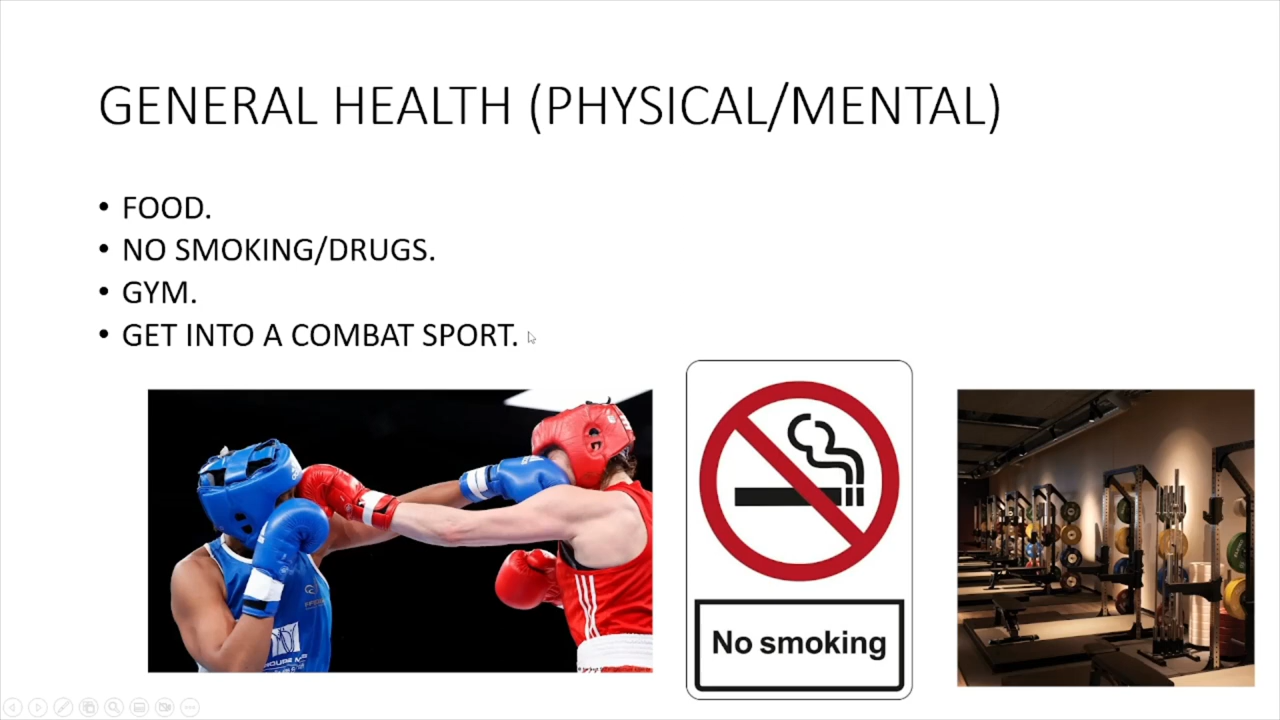 GENERAL HEALTH (PHYSICAL/MENTAL)
• FOOD.
• NO SMOKING/DRUGS.
• GYM.
• GET INTO A COMBAT SPORT.
No smoking